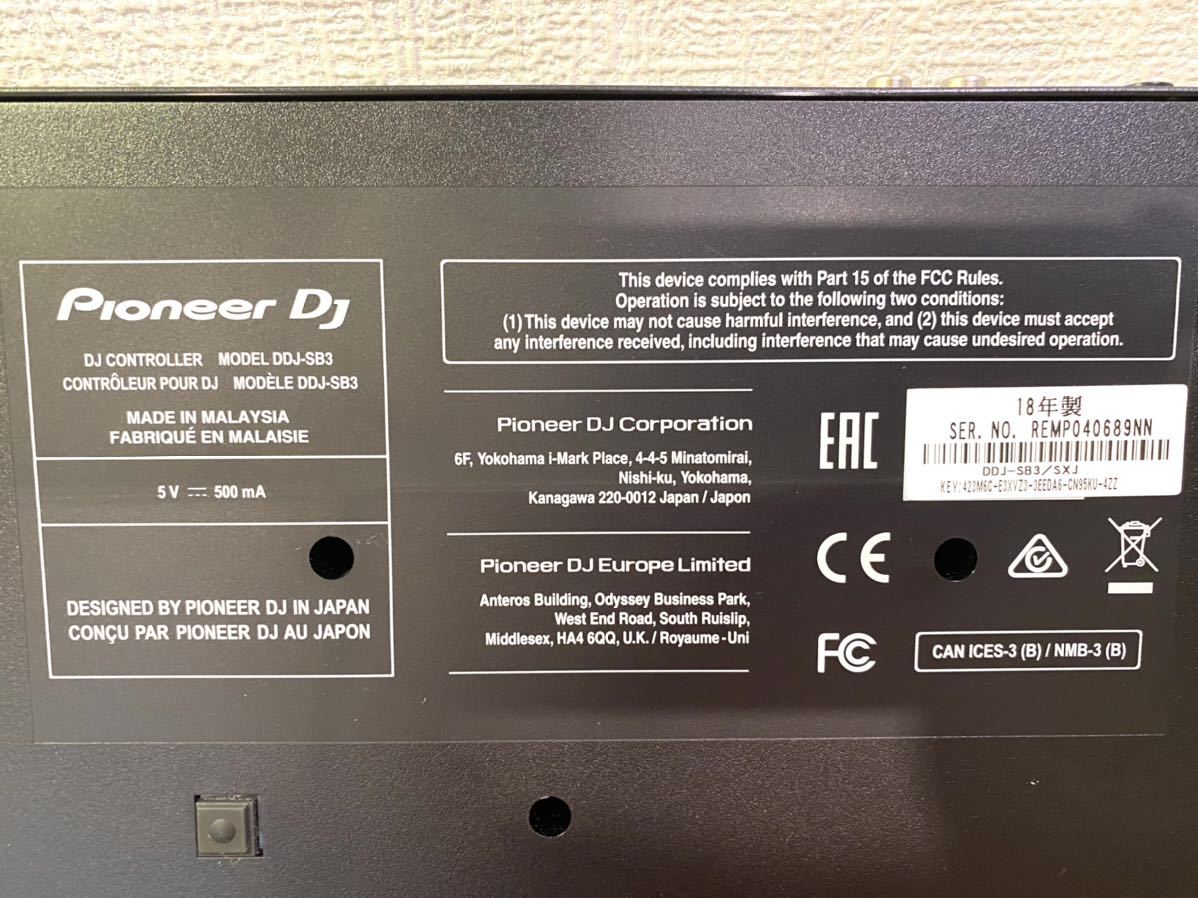 Pioneer Dj
DJ CONTROLLER MODEL DDJ-SB3
CONTRÔLEUR POUR DJ MODÈLE DDJ-SB3
MADE IN MALAYSIA
FABRIQUÉ EN MALAISIE
5 V ⎓ 500 mA
DESIGNED BY PIONEER DJ IN JAPAN
CONÇU PAR PIONEER DJ AU JAPON
This device complies with Part 15 of the FCC Rules.
Operation is subject to the following two conditions:
(1) This device may not cause harmful interference, and (2) this device must accept
any interference received, including interference that may cause undesired operation.
Pioneer DJ Corporation
6F, Yokohama i-Mark Place, 4-4-5 Minatomirai,
Nishi-ku, Yokohama,
Kanagawa 220-0012 Japan / Japon
Pioneer DJ Europe Limited
Anteros Building, Odyssey Business Park,
West End Road, South Ruislip,
Middlesex, HA4 6QQ, U.K. / Royaume-Uni
EAC
18年製
SER. NO. REMP040689NN
DDJ-SB3/SXJ
KEY:423M6C-E3XVZ3-3EEDA6-CN95KU-4ZZ
CE
FC
CAN ICES-3 (B) / NMB-3 (B)